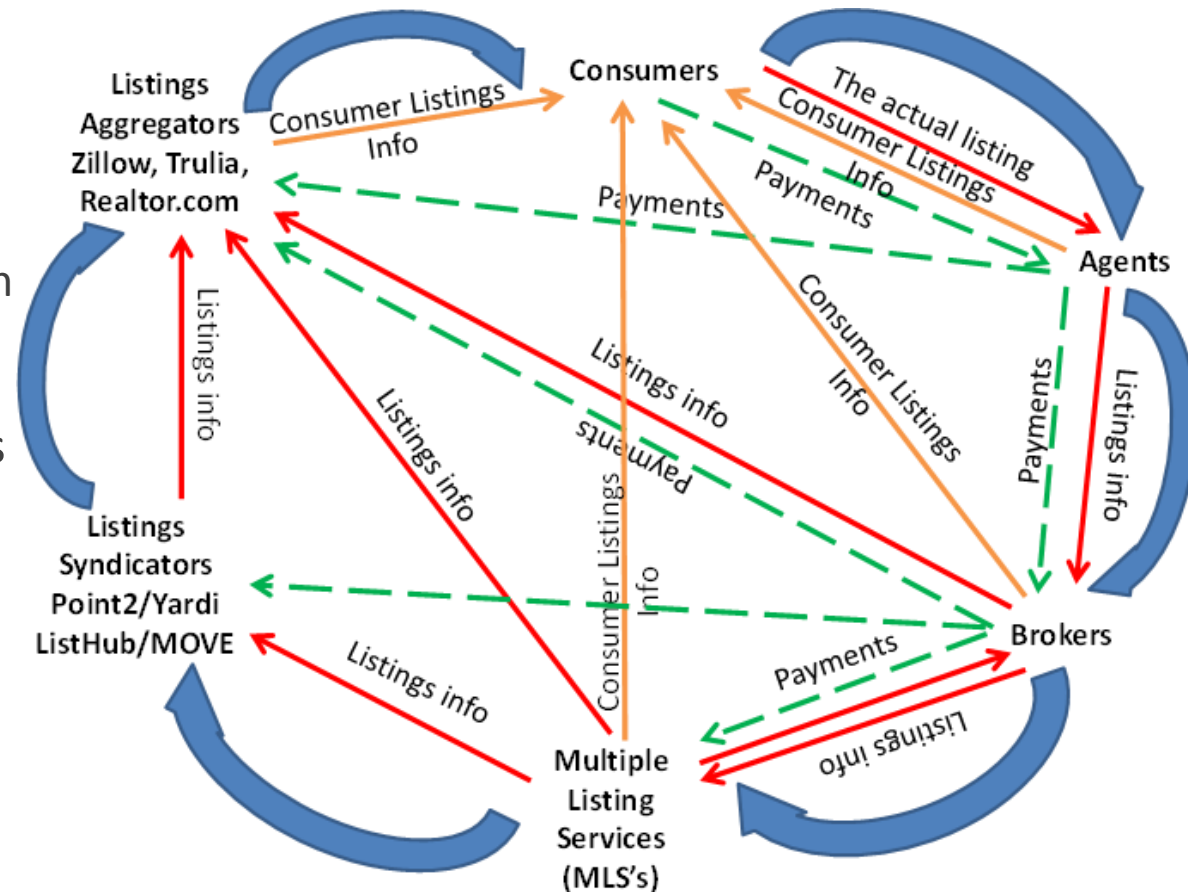 Listings
Aggregators
Zillow, Trulia,
Realtor.com
Consumer Listings
Info
Consumers
The actual listing
Consumer Listings
Info
Payments
Payments
Agents
Listings info
Listings info
Listings info
Payments
Consumer Listings
Info
Payments
Listings info
Consumer Listings
Info
Listings
Syndicators
Point2/Yardi
ListHub/MOVE
Listings info
Payments
Listings info
Brokers
Multiple
Listing
Services
(MLS's)